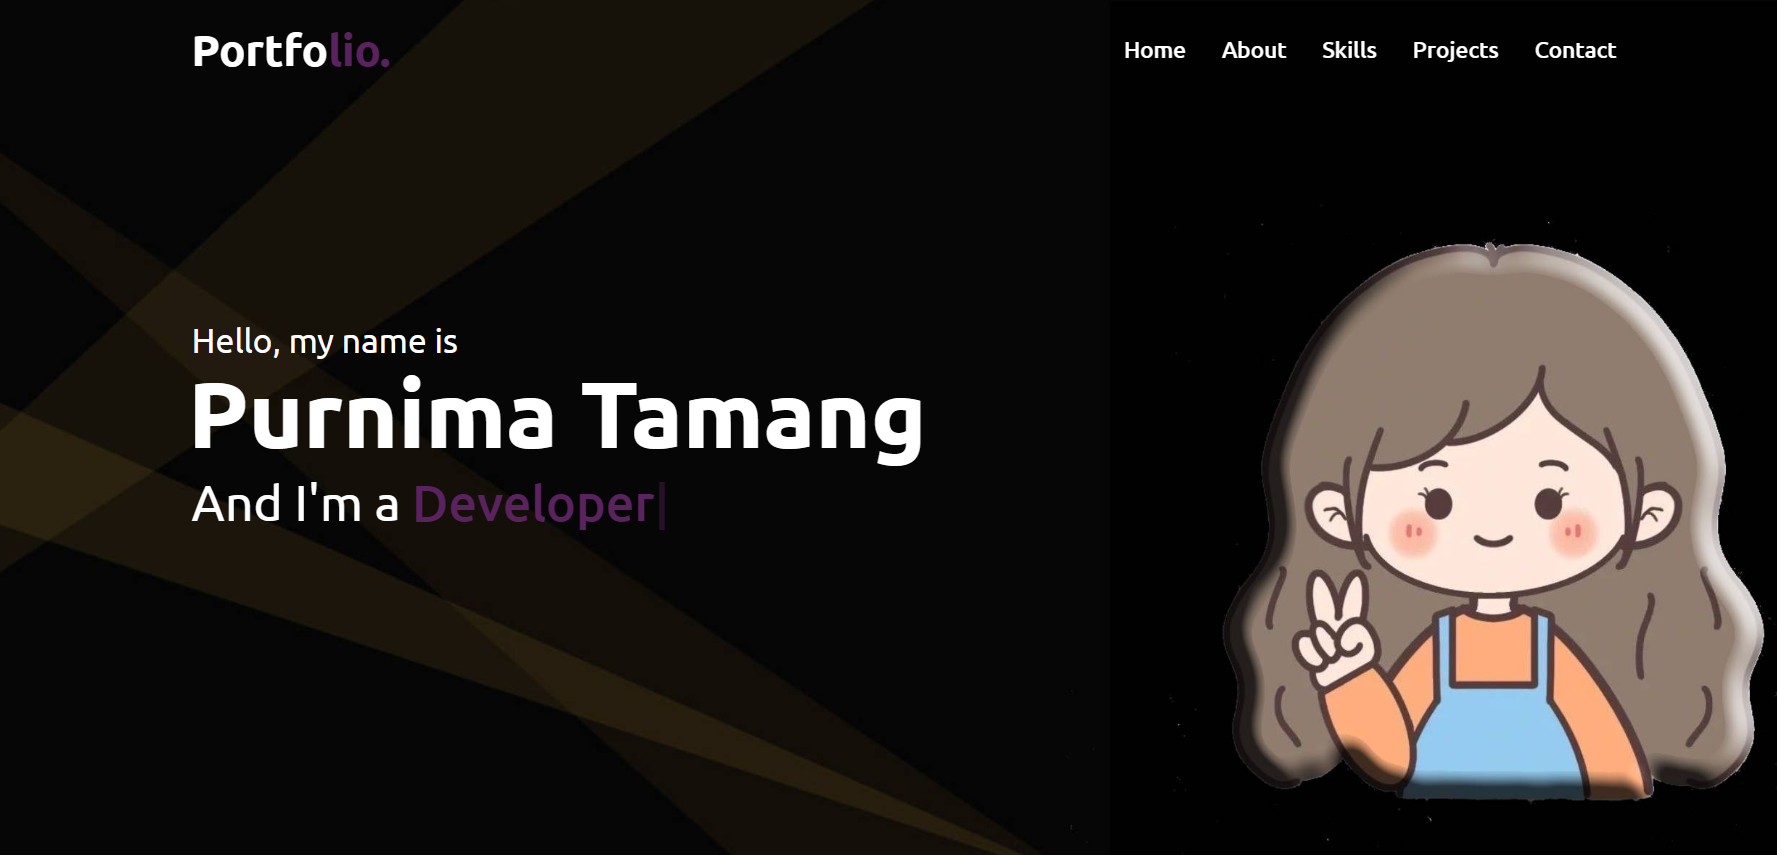 Portfolio.
Home About Skills Projects Contact
Hello, my name is
Purnima Tamang
And I'm a Developer|